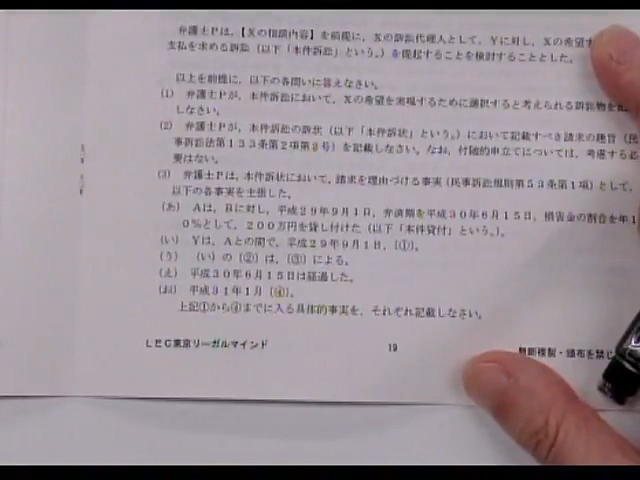 弁護士Pは,【Xの相談内容】を前提に,Xの訴訟代理人として,Yに対し,Xの希望する
支払を求める訴訟(以下「本件訴訟」という。)を提起することを検討することとした。
以上を前提に,以下の各問いに答えなさい。
(1) 弁護士Pが,本件訴訟において,Xの希望を実現するために選択すると考えられる訴訟物を
しなさい。
(2) 弁護士Pが,本件訴訟の訴状(以下「本件訴状」という。)において記載すべき請求の趣旨(民
事訴訟法第133条第2項第2号)を記載しなさい。なお,付随的申立てについては,考慮する必
要はない。
(3) 弁護士Pは,本件訴状において,請求を理由づける事実(民事訴訟規則第53条第1項)として,
以下の各事実を主張した。
(あ) Aは,Bに対し,平成29年9月1日,弁済期を平成30年6月15日,損害金の割合を年1
0%として,200万円を貸し付けた(以下「本件貸付」という。)。
(い) Yは,Aとの間で,平成29年9月1日,(①)。
(う) (い)の(②)は,(③)による。
(え) 平成30年6月15日は経過した。
(お) 平成31年1月(④)。
上記①から④までに入る具体的事実を,それぞれ記載しなさい。
LEC東京リーガルマインド 19 無断複製・頒布を禁じ